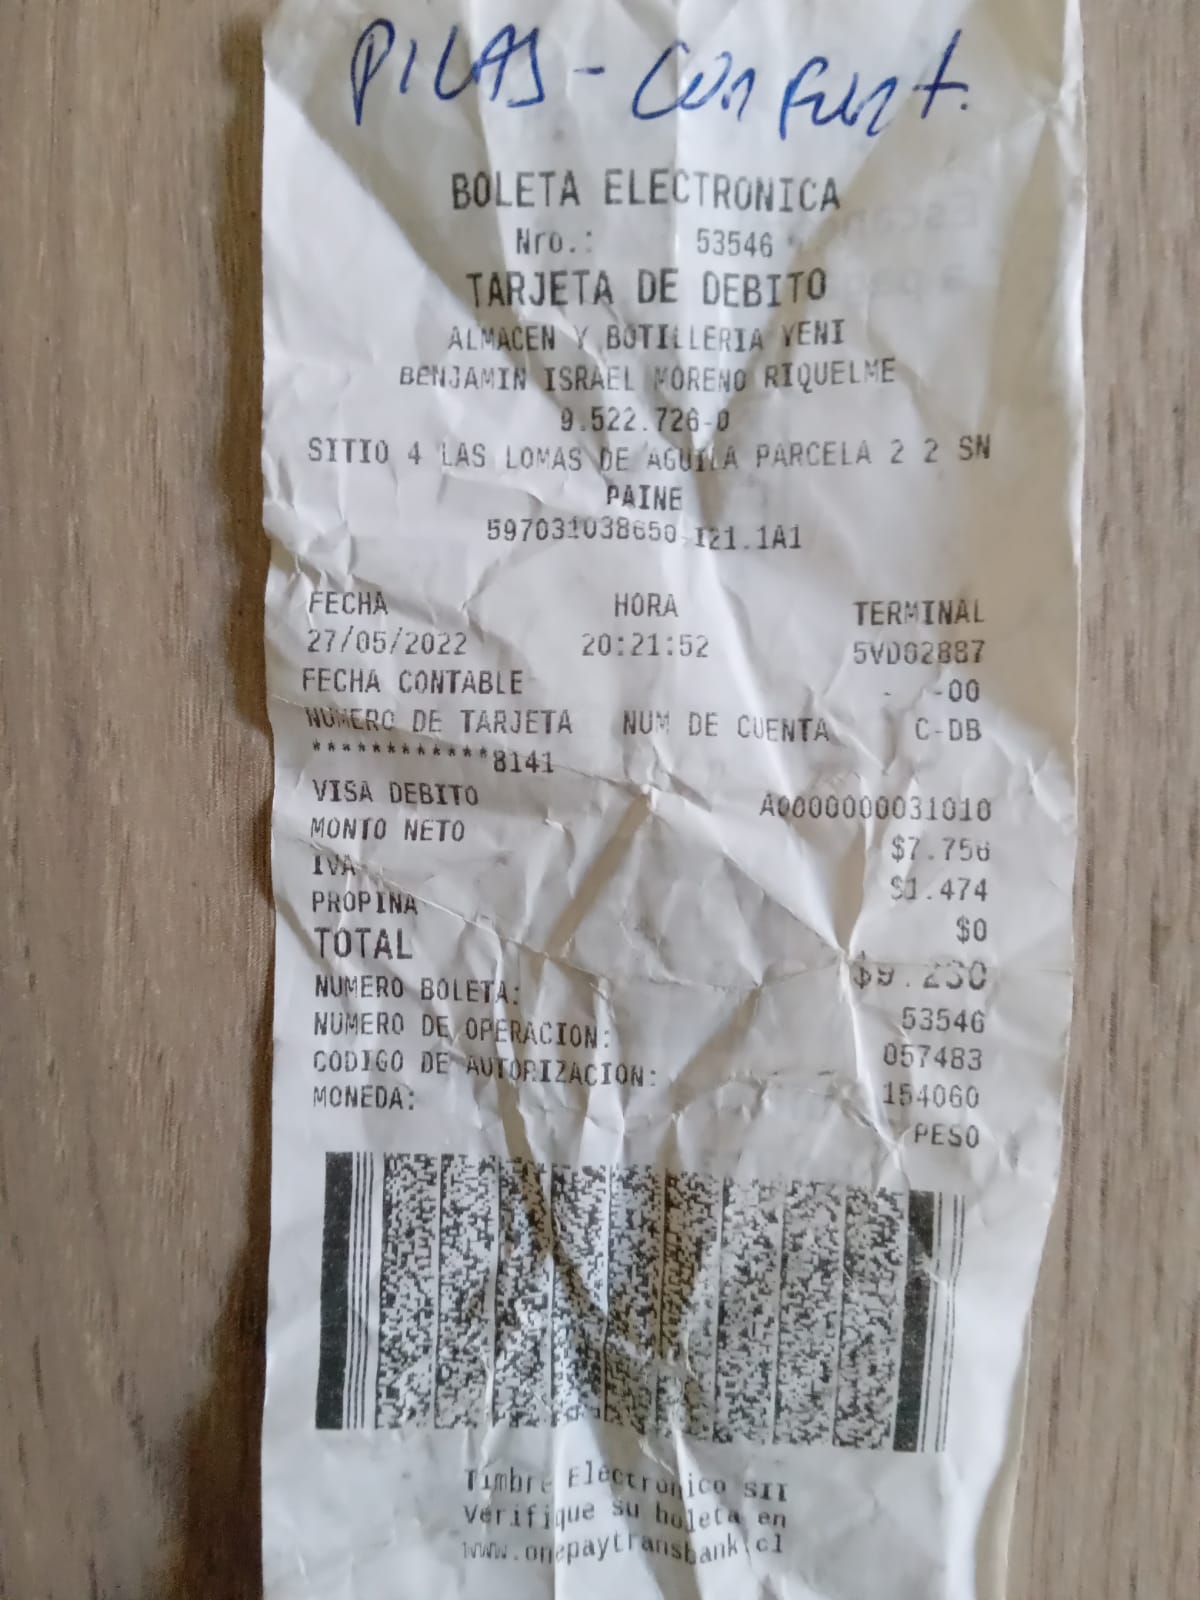 PILAS - Confort.
BOLETA ELECTRONICA
Nro.: 53546
TARJETA DE DEBITO
ALMACEN Y BOTILLERIA YENI
BENJAMIN ISRAEL MORENO RIQUELME
9.522.726-0
SITIO 4 LAS LOMAS DE AGUILA PARCELA 2 2 SN
PAINE
597031038650-I21.1A1
FECHA HORA TERMINAL
27/05/2022 20:21:52 5VD02887
FECHA CONTABLE - -00
NUMERO DE TARJETA NUM DE CUENTA C-DB
************8141
VISA DEBITO A0000000031010
MONTO NETO $7.756
IVA $1.474
PROPINA $0
TOTAL $9.230
NUMERO BOLETA: 53546
NUMERO DE OPERACION: 057483
CODIGO DE AUTORIZACION: 154060
MONEDA: PESO
Timbre Electronico SII
Verifique su boleta en
www.onepaytransbank.cl